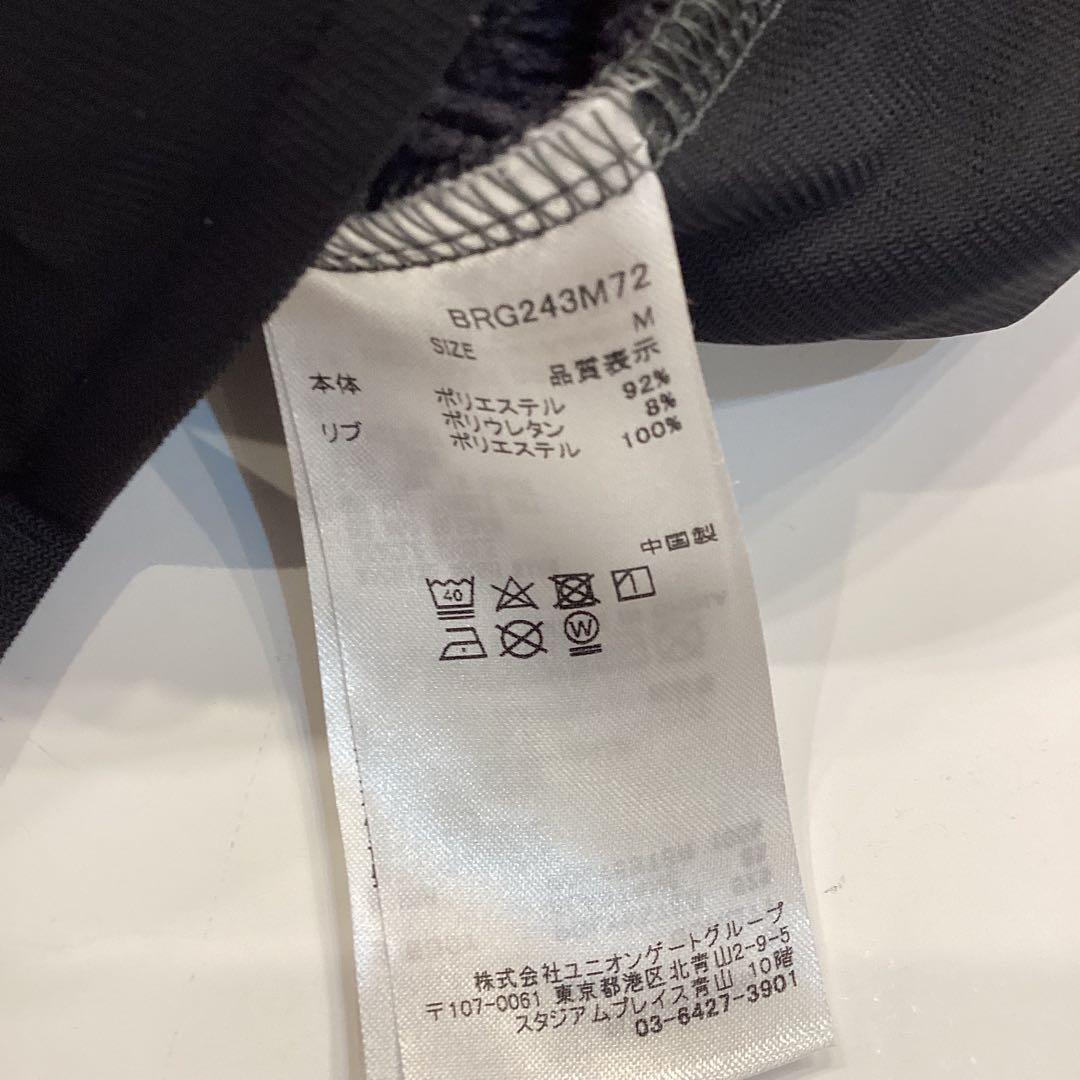 BRG243M72
SIZE M
品質表示
本体 ポリエステル 92%
ポリウレタン 8%
リブ ポリエステル 100%
中国製
40
W
株式会社ユニオンゲートグループ
〒107-0061 東京都港区北青山2-9-5
スタジアムプレイス青山 10階
03-6427-3901